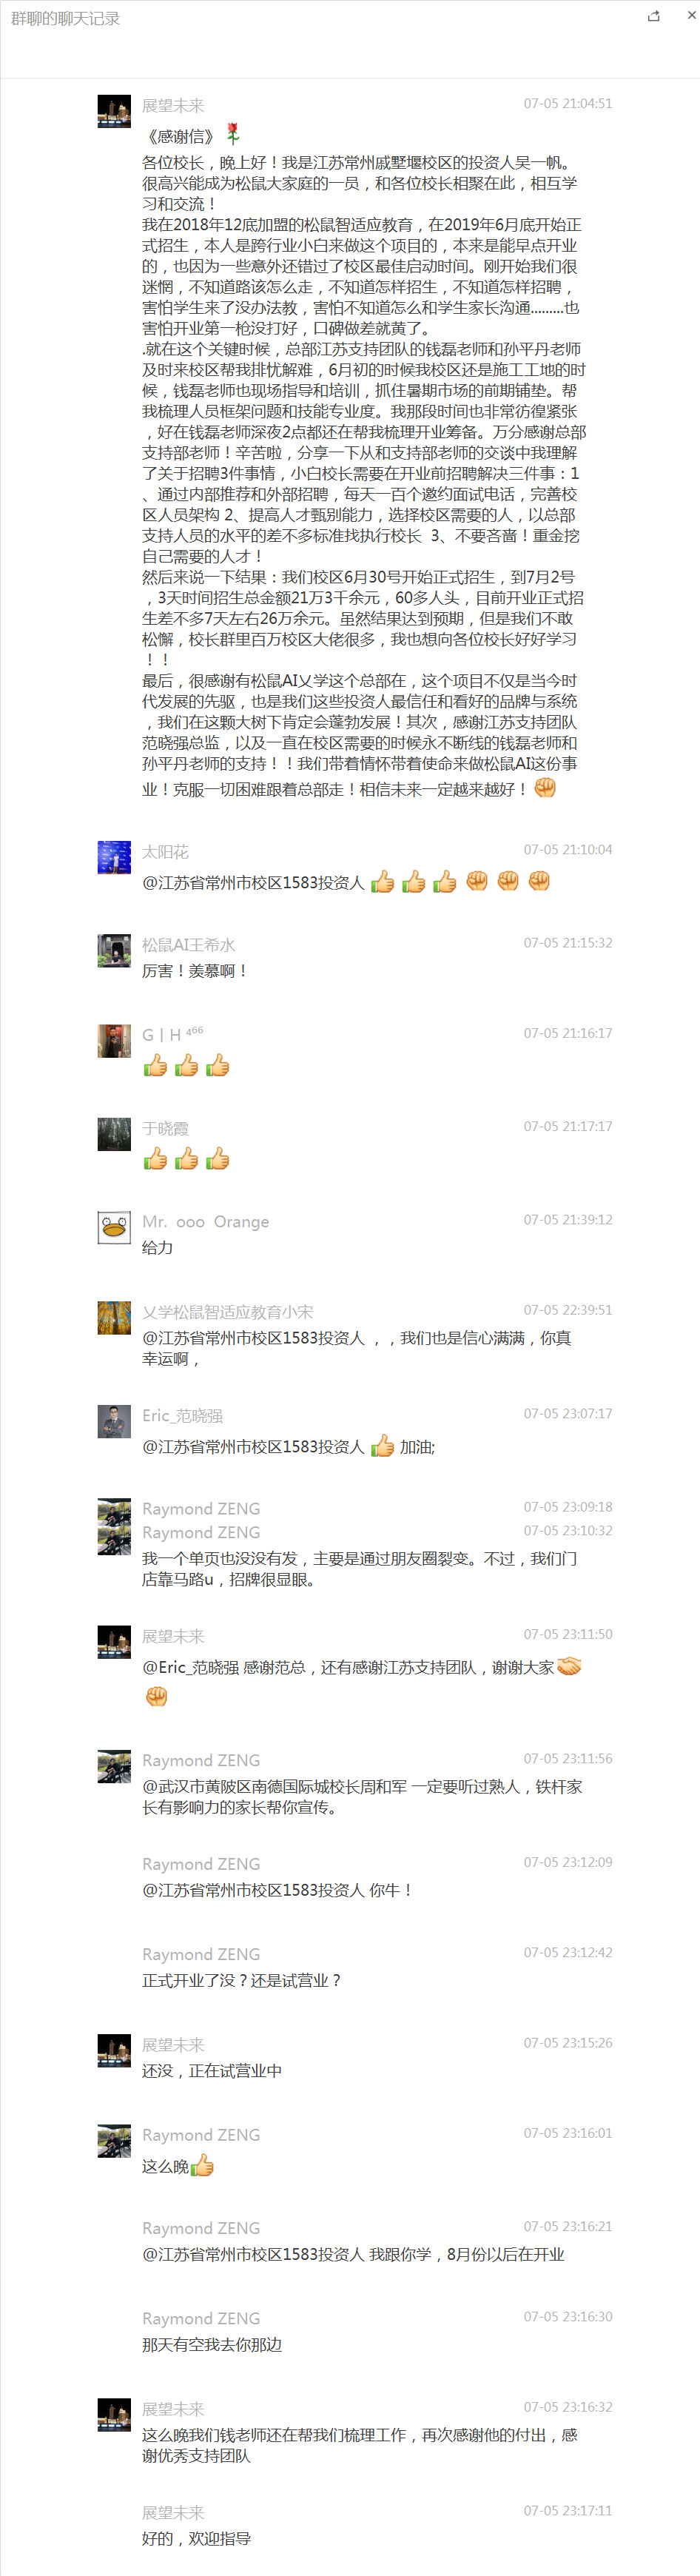 群聊的聊天记录
展望未来
07-05 21:04:51
《感谢信》
各位校长，晚上好！我是江苏常州戚墅堰校区的投资人吴一帆。
很高兴能成为松鼠大家庭的一员，和各位校长相聚在此，相互学
习和交流！
我在2018年12底加盟的松鼠智适应教育，在2019年6月底开始正
式招生，本人是跨行业小白来做这个项目的，本来是能早点开业
的，也因为一些意外还错过了校区最佳启动时间。刚开始我们很
迷惘，不知道路该怎么走，不知道怎样招生，不知道怎样招聘，
害怕学生来了没办法教，害怕不知道怎么和学生家长沟通.........也
害怕开业第一枪没打好，口碑做差就黄了。
.就在这个关键时候，总部江苏支持团队的钱磊老师和孙平丹老师
及时来校区帮我排忧解难，6月初的时候我校区还是施工工地的时
候，钱磊老师也现场指导和培训，抓住暑期市场的前期铺垫。帮
我梳理人员框架问题和技能专业度。我那段时间也非常彷徨紧张
，好在钱磊老师深夜2点都还在帮我梳理开业筹备。万分感谢总部
支持部老师！辛苦啦，分享一下从和支持部老师的交谈中我理解
了关于招聘3件事情，小白校长需要在开业前招聘解决三件事：1
、通过内部推荐和外部招聘，每天一百个邀约面试电话，完善校
区人员架构 2、提高人才甄别能力，选择校区需要的人，以总部
支持人员的水平的差不多标准找执行校长  3、不要吝啬！重金挖
自己需要的人才！
然后来说一下结果：我们校区6月30号开始正式招生，到7月2号
，3天时间招生总金额21万3千余元，60多人头，目前开业正式招
生差不多7天左右26万余元。虽然结果达到预期，但是我们不敢
松懈，校长群里百万校区大佬很多，我也想向各位校长好好学习
！！
最后，很感谢有松鼠AI乂学这个总部在，这个项目不仅是当今时
代发展的先驱，也是我们这些投资人最信任和看好的品牌与系统
，我们在这颗大树下肯定会蓬勃发展！其次，感谢江苏支持团队
范晓强总监，以及一直在校区需要的时候永不断线的钱磊老师和
孙平丹老师的支持！！我们带着情怀带着使命来做松鼠AI这份事
业！克服一切困难跟着总部走！相信未来一定越来越好！
太阳花
07-05 21:10:04
@江苏省常州市校区1583投资人
松鼠AI王希水
07-05 21:15:32
厉害！羡慕啊！
G丨H ⁴⁶⁶
07-05 21:16:17
于晓霞
07-05 21:17:17
Mr.  ooo  Orange
07-05 21:39:12
给力
乂学松鼠智适应教育小宋
07-05 22:39:51
@江苏省常州市校区1583投资人 ，，我们也是信心满满，你真
幸运啊，
Eric_范晓强
07-05 23:07:17
@江苏省常州市校区1583投资人 加油;
Raymond ZENG
07-05 23:09:18
Raymond ZENG
07-05 23:10:32
我一个单页也没没有发，主要是通过朋友圈裂变。不过，我们门
店靠马路u，招牌很显眼。
展望未来
07-05 23:11:50
@Eric_范晓强 感谢范总，还有感谢江苏支持团队，谢谢大家
Raymond ZENG
07-05 23:11:56
@武汉市黄陂区南德国际城校长周和军 一定要听过熟人，铁杆家
长有影响力的家长帮你宣传。
Raymond ZENG
07-05 23:12:09
@江苏省常州市校区1583投资人 你牛！
Raymond ZENG
07-05 23:12:42
正式开业了没？还是试营业？
展望未来
07-05 23:15:26
还没，正在试营业中
Raymond ZENG
07-05 23:16:01
这么晚
Raymond ZENG
07-05 23:16:21
@江苏省常州市校区1583投资人 我跟你学，8月份以后在开业
Raymond ZENG
07-05 23:16:30
那天有空我去你那边
展望未来
07-05 23:16:32
这么晚我们钱老师还在帮我们梳理工作，再次感谢他的付出，感
谢优秀支持团队
展望未来
07-05 23:17:11
好的，欢迎指导